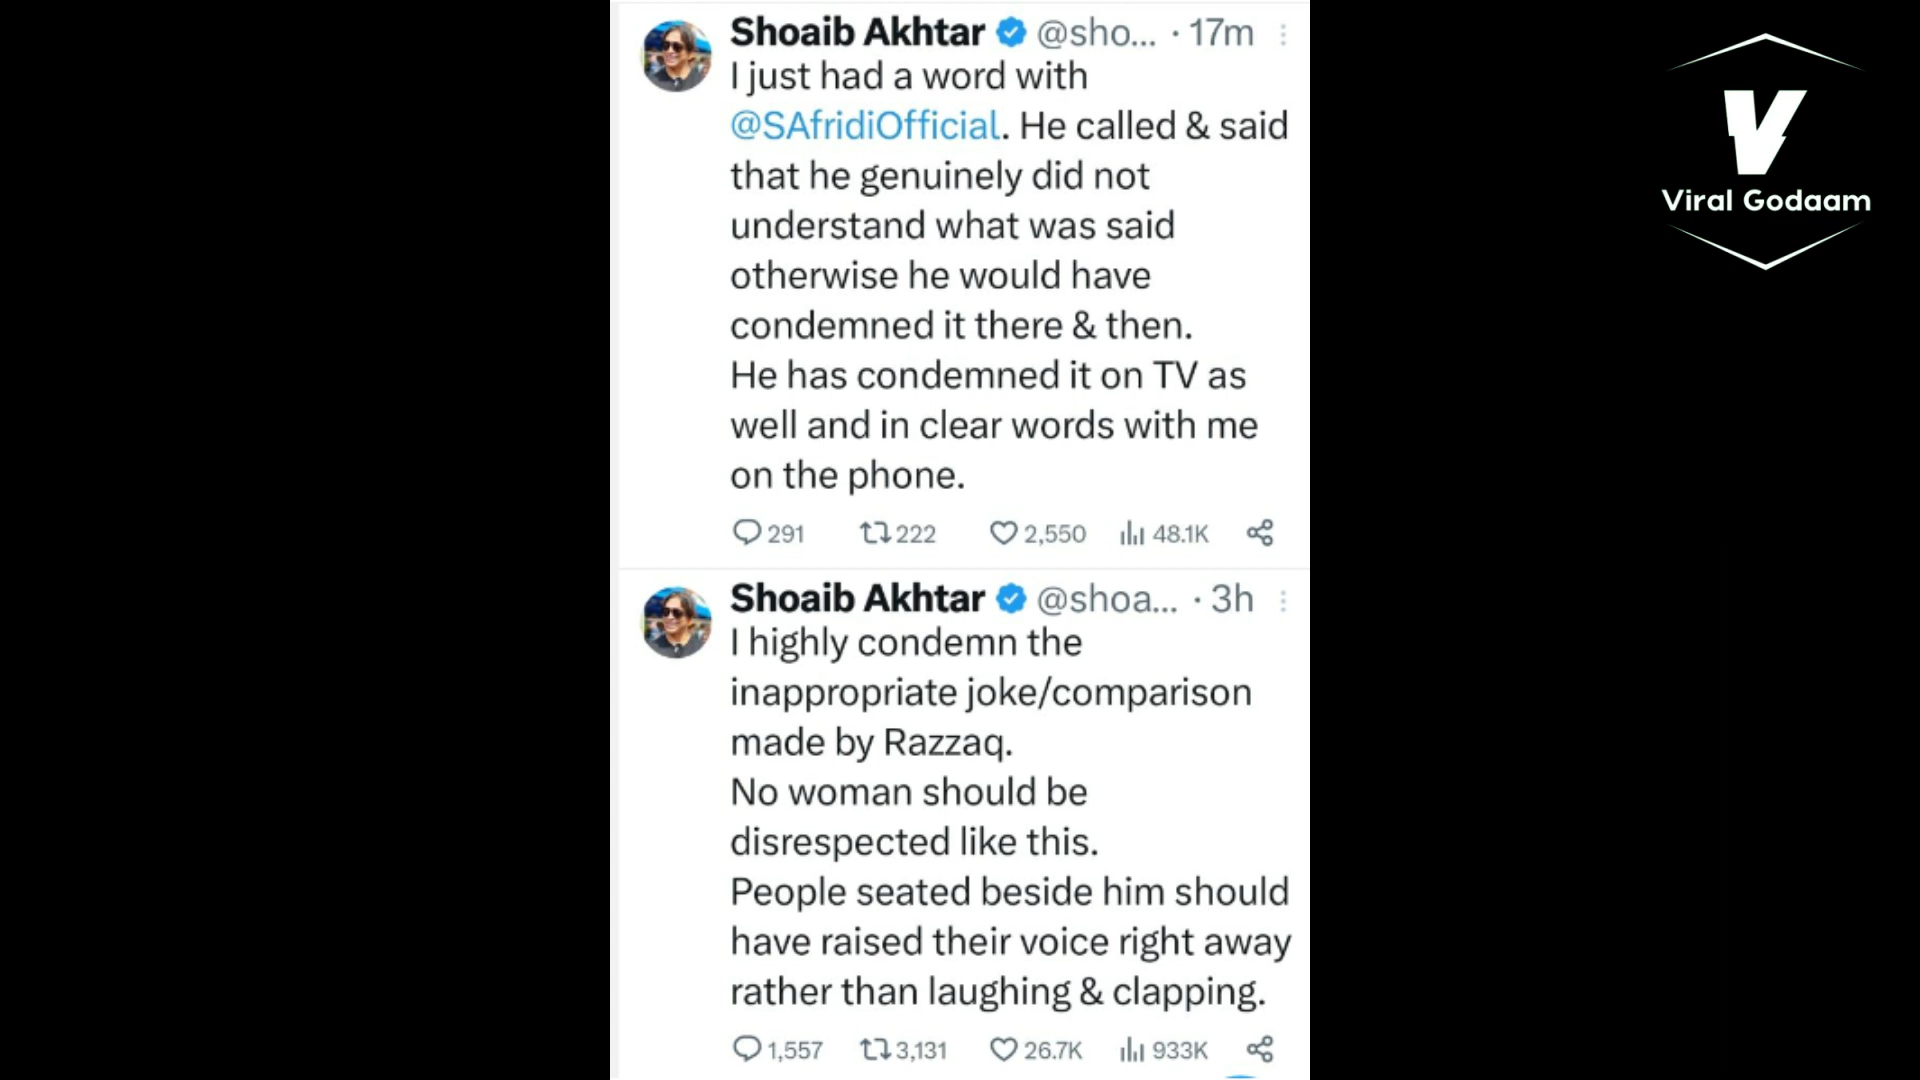 Shoaib Akhtar @sho... · 17m
I just had a word with
@SAfridiOfficial. He called & said
that he genuinely did not
understand what was said
otherwise he would have
condemned it there & then.
He has condemned it on TV as
well and in clear words with me
on the phone.
291 222 2,550 48.1K
Shoaib Akhtar @shoa... · 3h
I highly condemn the
inappropriate joke/comparison
made by Razzaq.
No woman should be
disrespected like this.
People seated beside him should
have raised their voice right away
rather than laughing & clapping.
1,557 3,131 26.7K 933K
V
Viral Godaam